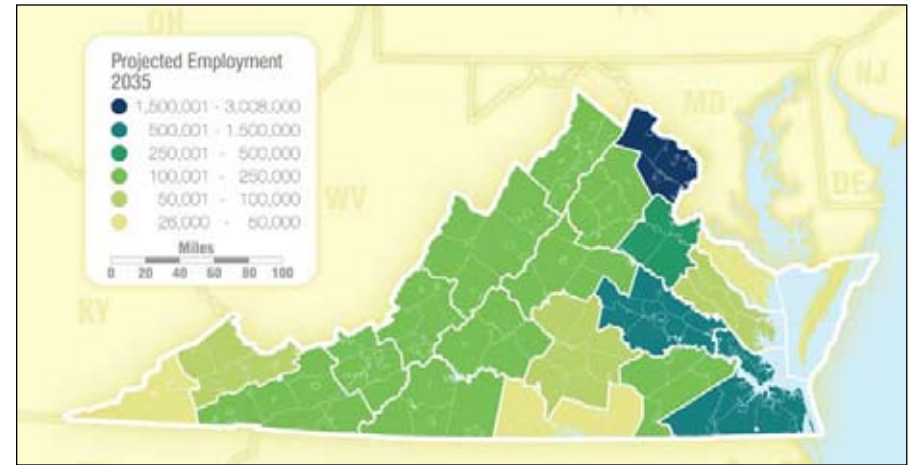 OH
PA
NJ
MD
DE
WV
KY
Projected Employment
2035
1,500,001 - 3,008,000
500,001 - 1,500,000
250,001 - 500,000
100,001 - 250,000
50,001 - 100,000
26,000 - 50,000
Miles
0 20 40 60 80 100